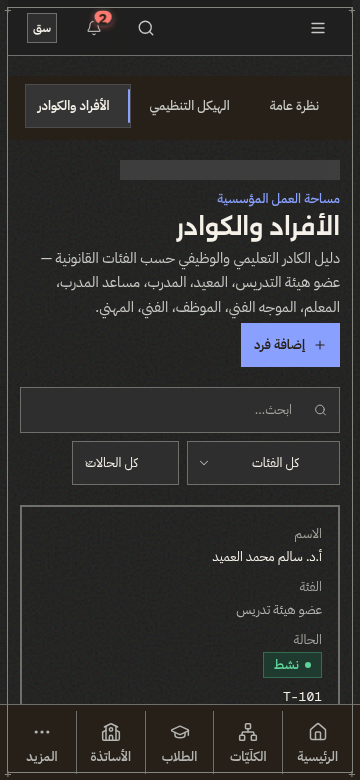 2
سق
نظرة عامة
الهيكل التنظيمي
الأفراد والكوادر
مساحة العمل المؤسسية
الأفراد والكوادر
دليل الكادر التعليمي والوظيفي حسب الفئات القانونية —
عضو هيئة التدريس، المعيد، المدرب، مساعد المدرب،
المعلم، الموجه الفني، الموظف، الفني، المهني.
+ إضافة فرد
ابحث...
كل الفئات
كل الحالات
الاسم
أ.د. سالم محمد العميد
الفئة
عضو هيئة تدريس
الحالة
نشط
T-101
الرئيسية
الكليّات
الطلاب
الأساتذة
المزيد